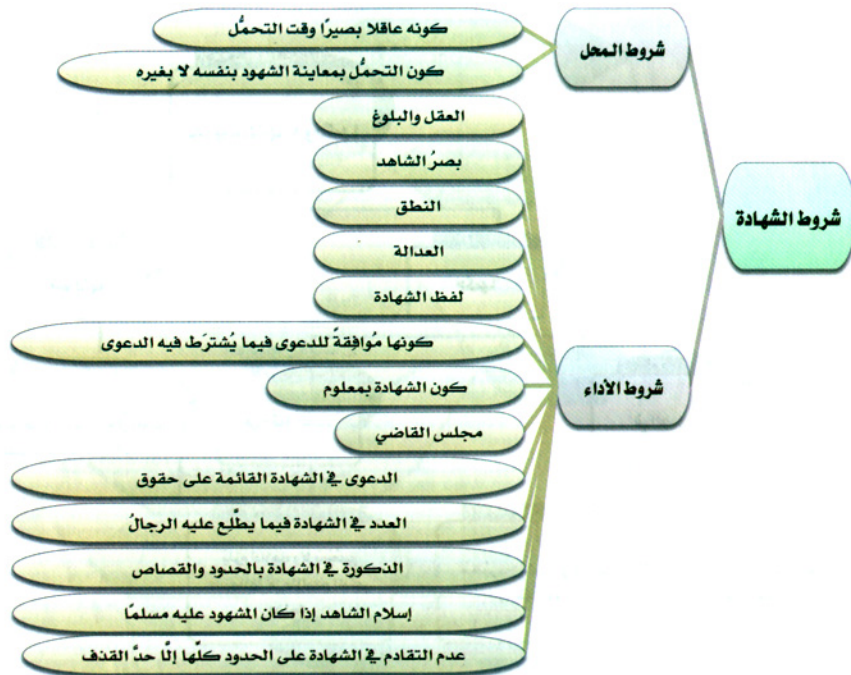 شروط الشهادة
شروط المحل
كونه عاقلا بصيرًا وقت التحمُّل
كون التحمُّل بمعاينة الشهود بنفسه لا بغيره
شروط الأداء
العقل والبلوغ
بصرُ الشاهد
النطق
العدالة
لفظ الشهادة
كونها مُوافِقةً للدعوى فيما يُشترَط فيه الدعوى
كون الشهادة بمعلوم
مجلس القاضي
الدعوى في الشهادة القائمة على حقوق
العدد في الشهادة فيما يطَّلِع عليه الرجالُ
الذكورة في الشهادة بالحدود والقصاص
إسلام الشاهد إذا كان المشهود عليه مسلمًا
عدم التقادم في الشهادة على الحدود كلِّها إلَّا حدَّ القذف